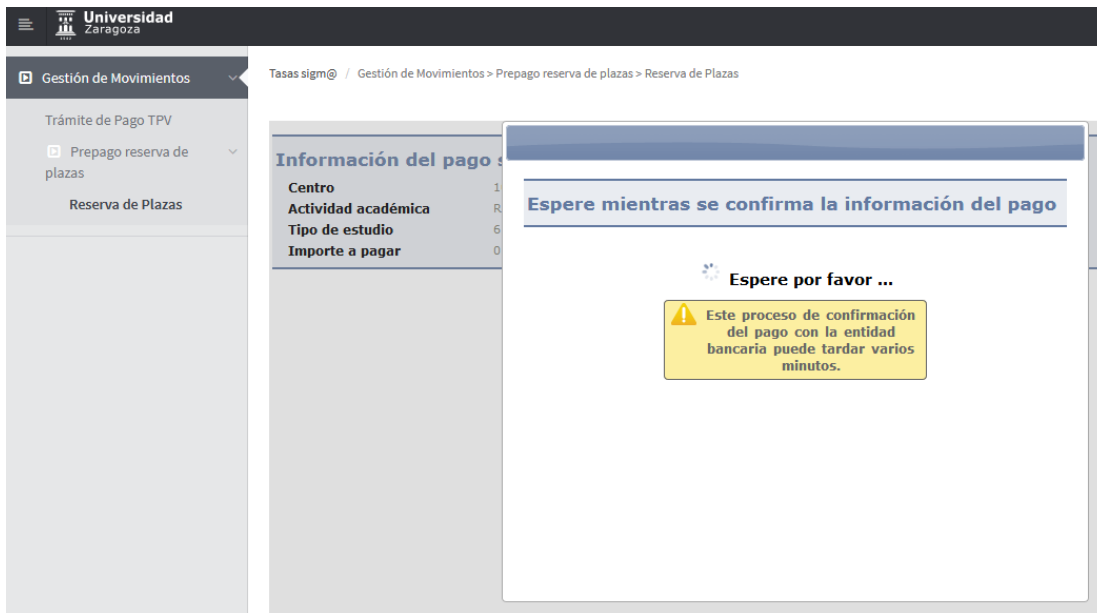 Universidad
Zaragoza
Gestión de Movimientos
Tasas sigm@ / Gestión de Movimientos > Prepago reserva de plazas > Reserva de Plazas
Trámite de Pago TPV
Prepago reserva de
plazas
Reserva de Plazas
Información del pago
Centro 1
Actividad académica R
Tipo de estudio 6
Importe a pagar 0
Espere mientras se confirma la información del pago
Espere por favor ...
Este proceso de confirmación
del pago con la entidad
bancaria puede tardar varios
minutos.